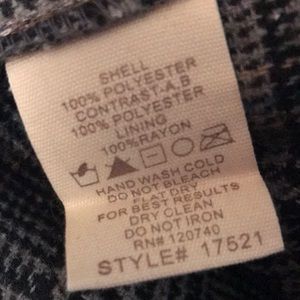 SHELL
100% POLYESTER
CONTRAST-A,B
100% POLYESTER
LINING
100%RAYON
HAND WASH COLD
DO NOT BLEACH
FLAT DRY
FOR BEST RESULTS
DRY CLEAN
DO NOT IRON
RN# 120740
STYLE# 17521